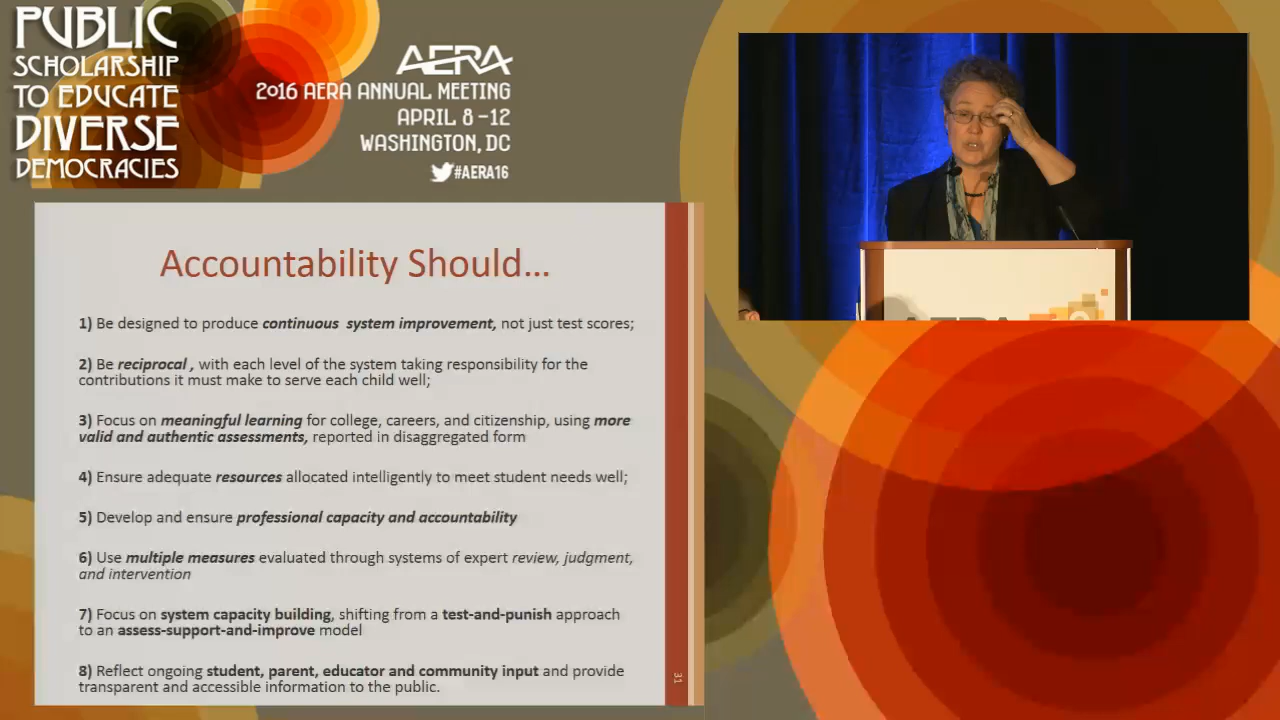 PUBLIC
SCHOLARSHIP
TO EDUCATE
DIVERSE
DEMOCRACIES
AERA
2016 AERA ANNUAL MEETING
APRIL 8 – 12
WASHINGTON, DC
#AERA16
Accountability Should…
1) Be designed to produce continuous system improvement, not just test scores;
2) Be reciprocal , with each level of the system taking responsibility for the
contributions it must make to serve each child well;
3) Focus on meaningful learning for college, careers, and citizenship, using more
valid and authentic assessments, reported in disaggregated form
4) Ensure adequate resources allocated intelligently to meet student needs well;
5) Develop and ensure professional capacity and accountability
6) Use multiple measures evaluated through systems of expert review, judgment,
and intervention
7) Focus on system capacity building, shifting from a test-and-punish approach
to an assess-support-and-improve model
8) Reflect ongoing student, parent, educator and community input and provide
transparent and accessible information to the public.
31